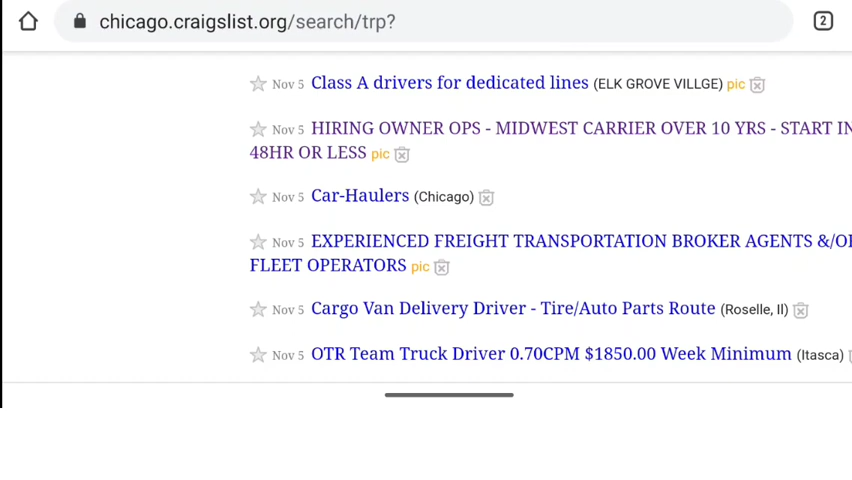 chicago.craigslist.org/search/trp?
2
Nov 5 Class A drivers for dedicated lines (ELK GROVE VILLGE) pic
Nov 5 HIRING OWNER OPS - MIDWEST CARRIER OVER 10 YRS - START IN
48HR OR LESS pic
Nov 5 Car-Haulers (Chicago)
Nov 5 EXPERIENCED FREIGHT TRANSPORTATION BROKER AGENTS &/OR
FLEET OPERATORS pic
Nov 5 Cargo Van Delivery Driver - Tire/Auto Parts Route (Roselle, Il)
Nov 5 OTR Team Truck Driver 0.70CPM $1850.00 Week Minimum (Itasca)